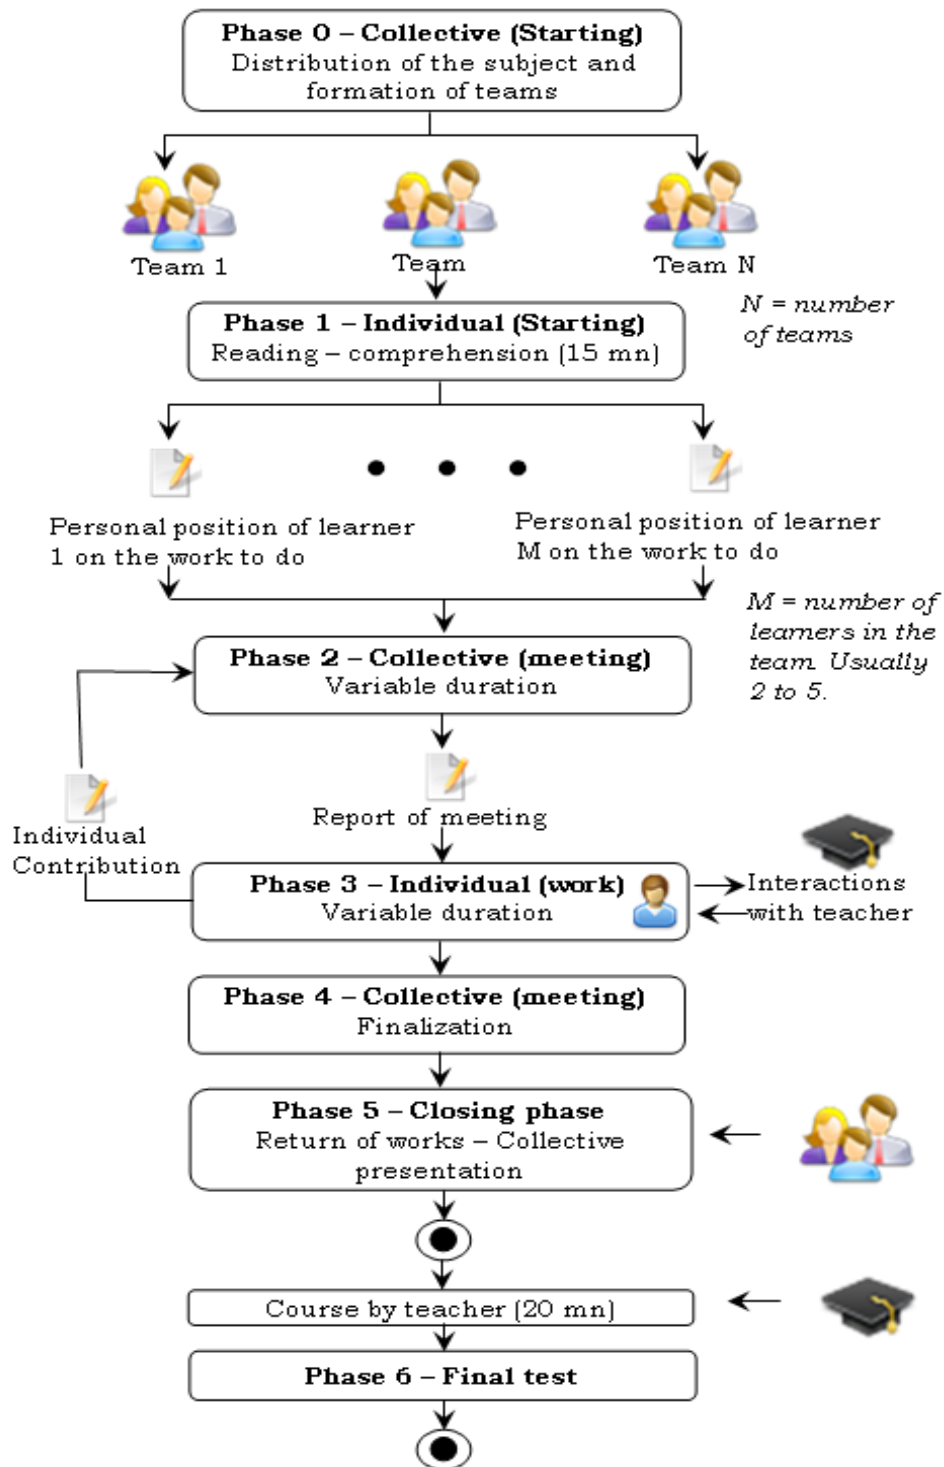 Phase 0 – Collective (Starting)
Distribution of the subject and
formation of teams
Team 1
Team
Team N
N = number
of teams
Phase 1 – Individual (Starting)
Reading – comprehension (15 mn)
Personal position of learner
1 on the work to do
Personal position of learner
M on the work to do
M = number of
learners in the
team. Usually
2 to 5.
Phase 2 – Collective (meeting)
Variable duration
Report of meeting
Individual
Contribution
Phase 3 – Individual (work)
Variable duration
Interactions
with teacher
Phase 4 – Collective (meeting)
Finalization
Phase 5 – Closing phase
Return of works – Collective
presentation
Course by teacher (20 mn)
Phase 6 – Final test